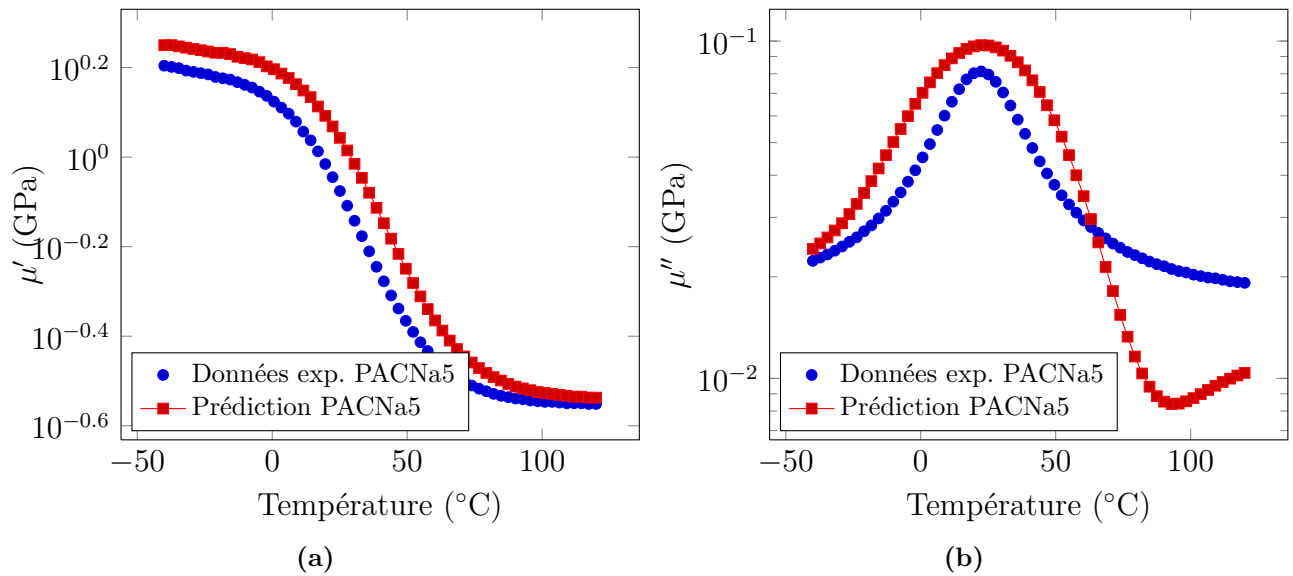 10^0.2
10^0
10^−0.2
10^−0.4
10^−0.6
μ′ (GPa)
−50 0 50 100
Température (°C)
Données exp. PACNa5
Prédiction PACNa5
(a)
10^−1
10^−2
μ′′ (GPa)
−50 0 50 100
Température (°C)
Données exp. PACNa5
Prédiction PACNa5
(b)